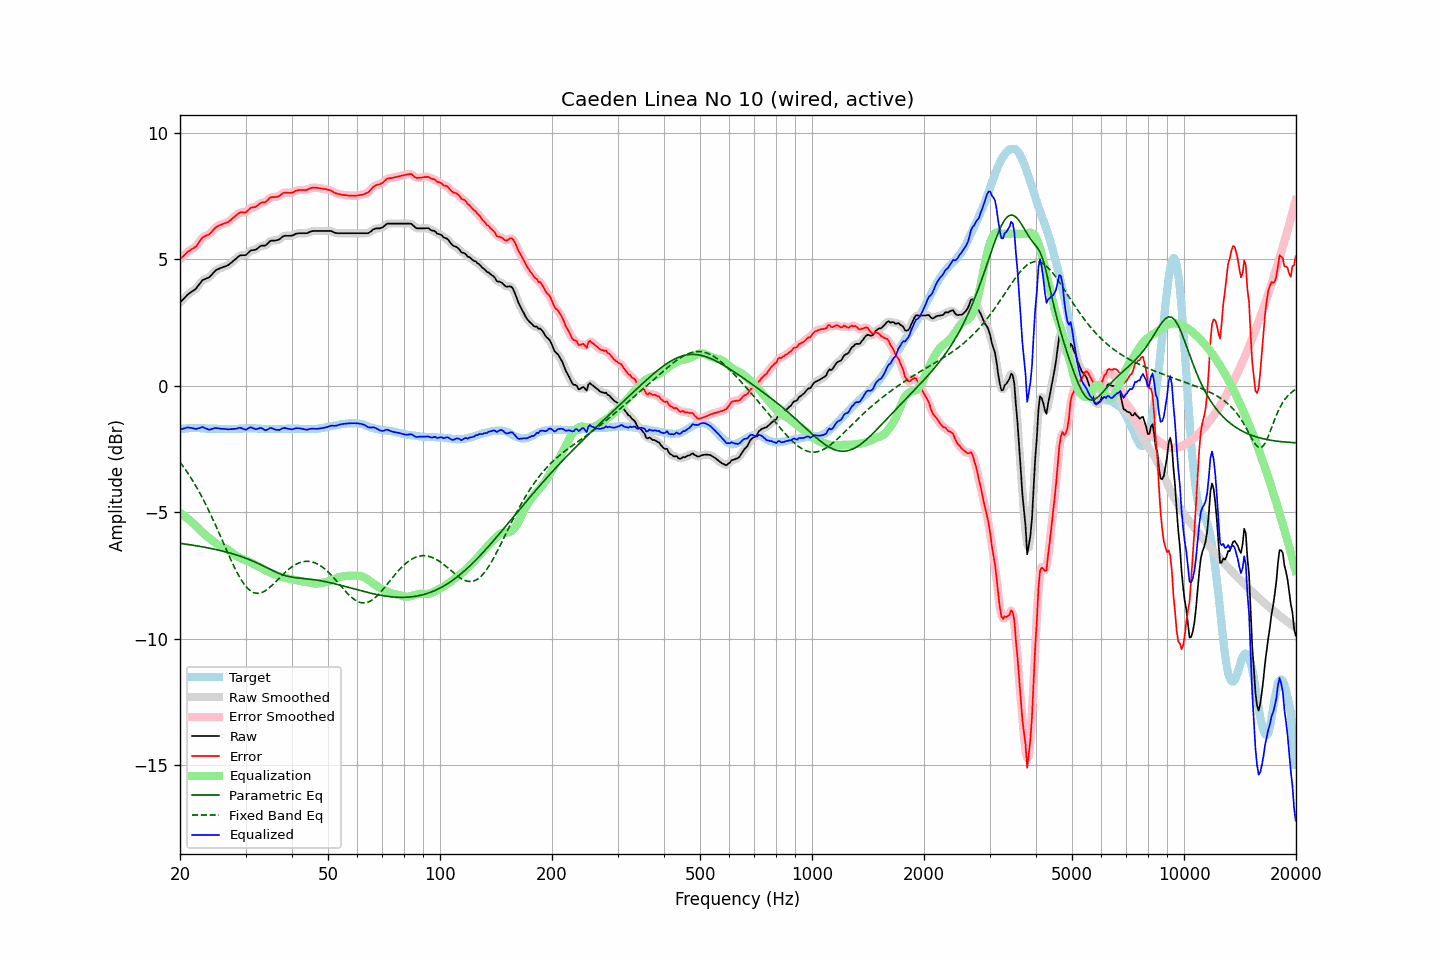 Caeden Linea No 10 (wired, active)
10
5
0
−5
−10
−15
Amplitude (dBr)
Target
Raw Smoothed
Error Smoothed
Raw
Error
Equalization
Parametric Eq
Fixed Band Eq
Equalized
20 50 100 200 500 1000 2000 5000 10000 20000
Frequency (Hz)